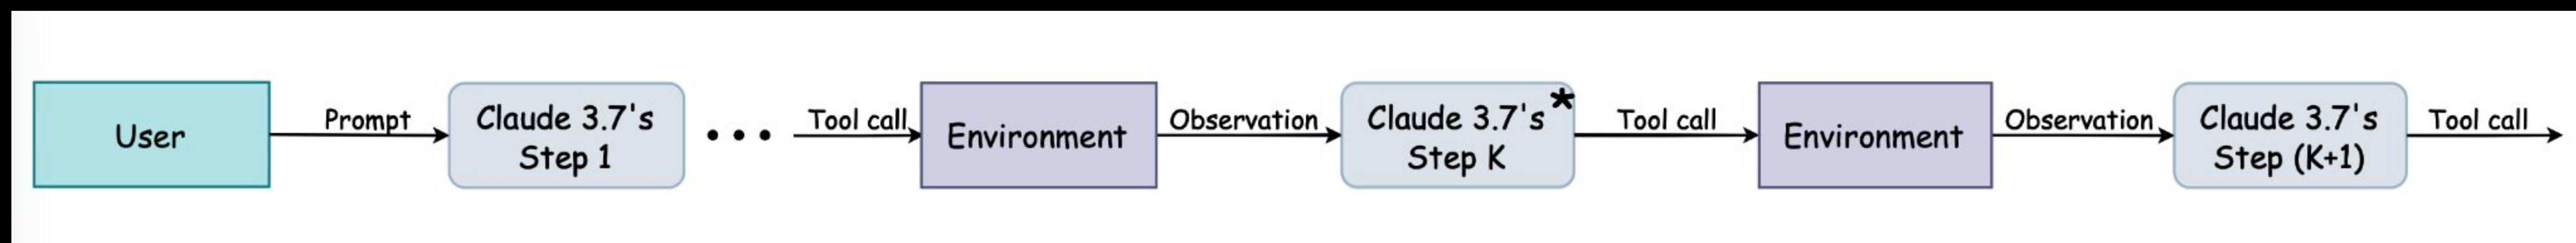 User
Prompt
Claude 3.7's
Step 1
...
Tool call
Environment
Observation
Claude 3.7's*
Step K
Tool call
Environment
Observation
Claude 3.7's
Step (K+1)
Tool call